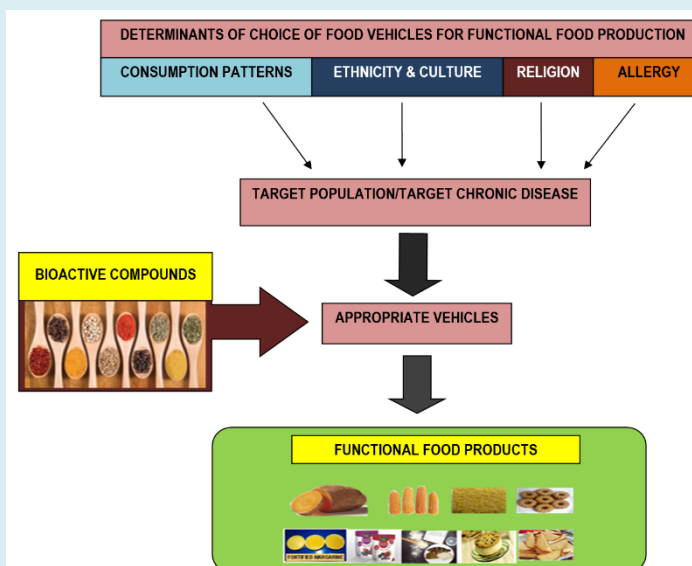 DETERMINANTS OF CHOICE OF FOOD VEHICLES FOR FUNCTIONAL FOOD PRODUCTION
CONSUMPTION PATTERNS ETHNICITY & CULTURE RELIGION ALLERGY
TARGET POPULATION/TARGET CHRONIC DISEASE
BIOACTIVE COMPOUNDS
APPROPRIATE VEHICLES
FUNCTIONAL FOOD PRODUCTS
FORTIFIED MARGARINE